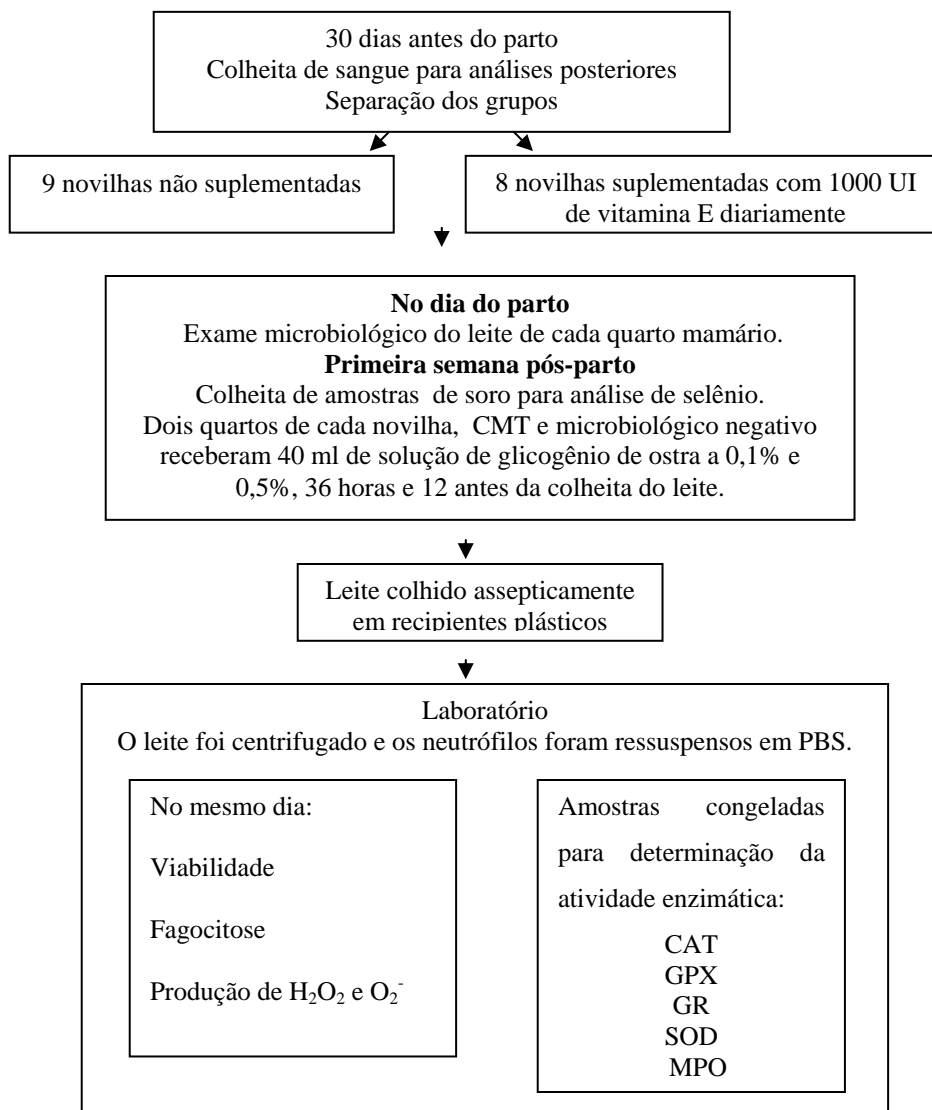 30 dias antes do parto
Colheita de sangue para análises posteriores
Separação dos grupos
9 novilhas não suplementadas
8 novilhas suplementadas com 1000 UI
de vitamina E diariamente
No dia do parto
Exame microbiológico do leite de cada quarto mamário.
Primeira semana pós-parto
Colheita de amostras de soro para análise de selênio.
Dois quartos de cada novilha, CMT e microbiológico negativo
receberam 40 ml de solução de glicogênio de ostra a 0,1% e
0,5%, 36 horas e 12 antes da colheita do leite.
Leite colhido assepticamente
em recipientes plásticos
Laboratório
O leite foi centrifugado e os neutrófilos foram ressuspensos em PBS.
No mesmo dia:
Viabilidade
Fagocitose
Produção de H₂O₂ e O₂⁻
Amostras congeladas
para determinação da
atividade enzimática:
CAT
GPX
GR
SOD
MPO